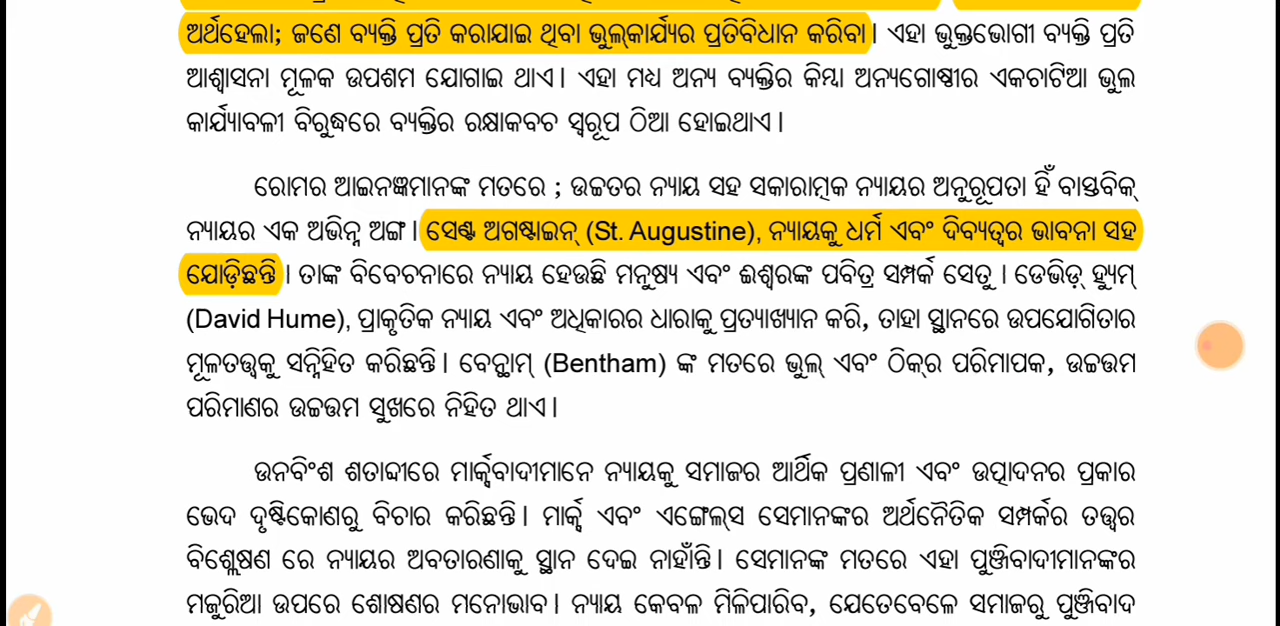 ଅର୍ଥହେଲା; ଜଣେ ବ୍ୟକ୍ତି ପ୍ରତି କରାଯାଇ ଥିବା ଭୁଲ୍‌କାର୍ଯ୍ୟର ପ୍ରତିବିଧାନ କରିବା। ଏହା ଭୁକ୍ତଭୋଗୀ ବ୍ୟକ୍ତି ପ୍ରତି
ଆଶ୍ୱାସନା ମୂଳକ ଉପଶମ ଯୋଗାଇ ଥାଏ। ଏହା ମଧ୍ୟ ଅନ୍ୟ ବ୍ୟକ୍ତିର କିମ୍ବା ଅନ୍ୟଗୋଷ୍ଠୀର ଏକଚାଟିଆ ଭୁଲ
କାର୍ଯ୍ୟାବଳୀ ବିରୁଦ୍ଧରେ ବ୍ୟକ୍ତିର ରକ୍ଷାକବଚ ସ୍ୱରୂପ ଠିଆ ହୋଇଥାଏ।
ରୋମର ଆଇନଜ୍ଞମାନଙ୍କ ମତରେ ; ଉଚ୍ଚତର ନ୍ୟାୟ ସହ ସକାରାତ୍ମକ ନ୍ୟାୟର ଅନୁରୂପତା ହିଁ ବାସ୍ତବିକ୍
ନ୍ୟାୟର ଏକ ଅଭିନ୍ନ ଅଙ୍ଗ। ସେଣ୍ଟ ଅଗଷ୍ଟାଇନ୍ (St. Augustine), ନ୍ୟାୟକୁ ଧର୍ମ ଏବଂ ଦିବ୍ୟତ୍ୱର ଭାବନା ସହ
ଯୋଡ଼ିଛନ୍ତି। ତାଙ୍କ ବିବେଚନାରେ ନ୍ୟାୟ ହେଉଛି ମନୁଷ୍ୟ ଏବଂ ଈଶ୍ୱରଙ୍କ ପବିତ୍ର ସମ୍ପର୍କ ସେତୁ। ଡେଭିଡ୍ ହ୍ୟୁମ୍
(David Hume), ପ୍ରାକୃତିକ ନ୍ୟାୟ ଏବଂ ଅଧିକାରର ଧାରାକୁ ପ୍ରତ୍ୟାଖ୍ୟାନ କରି, ତାହା ସ୍ଥାନରେ ଉପଯୋଗିତାର
ମୂଳତତ୍ତ୍ୱକୁ ସନ୍ନିହିତ କରିଛନ୍ତି। ବେନ୍ଥାମ୍ (Bentham) ଙ୍କ ମତରେ ଭୁଲ୍ ଏବଂ ଠିକ୍‌ର ପରିମାପକ, ଉଚ୍ଚତ୍ତମ
ପରିମାଣର ଉଚ୍ଚତ୍ତମ ସୁଖରେ ନିହିତ ଥାଏ।
ଉନବିଂଶ ଶତାବ୍ଦୀରେ ମାର୍କ୍ସବାଦୀମାନେ ନ୍ୟାୟକୁ ସମାଜର ଆର୍ଥିକ ପ୍ରଣାଳୀ ଏବଂ ଉତ୍ପାଦନର ପ୍ରକାର
ଭେଦ ଦୃଷ୍ଟିକୋଣରୁ ବିଚାର କରିଛନ୍ତି। ମାର୍କ୍ସ ଏବଂ ଏଙ୍ଗେଲ୍‌ସ ସେମାନଙ୍କର ଅର୍ଥନୈତିକ ସମ୍ପର୍କର ତତ୍ତ୍ୱର
ବିଶ୍ଳେଷଣ ରେ ନ୍ୟାୟର ଅବତାରଣାକୁ ସ୍ଥାନ ଦେଇ ନାହାଁନ୍ତି। ସେମାନଙ୍କ ମତରେ ଏହା ପୁଞ୍ଜିବାଦୀମାନଙ୍କର
ମଜୁରିଆ ଉପରେ ଶୋଷଣର ମନୋଭାବ। ନ୍ୟାୟ କେବଳ ମିଳିପାରିବ, ଯେତେବେଳେ ସମାଜରୁ ପୁଞ୍ଜିବାଦ